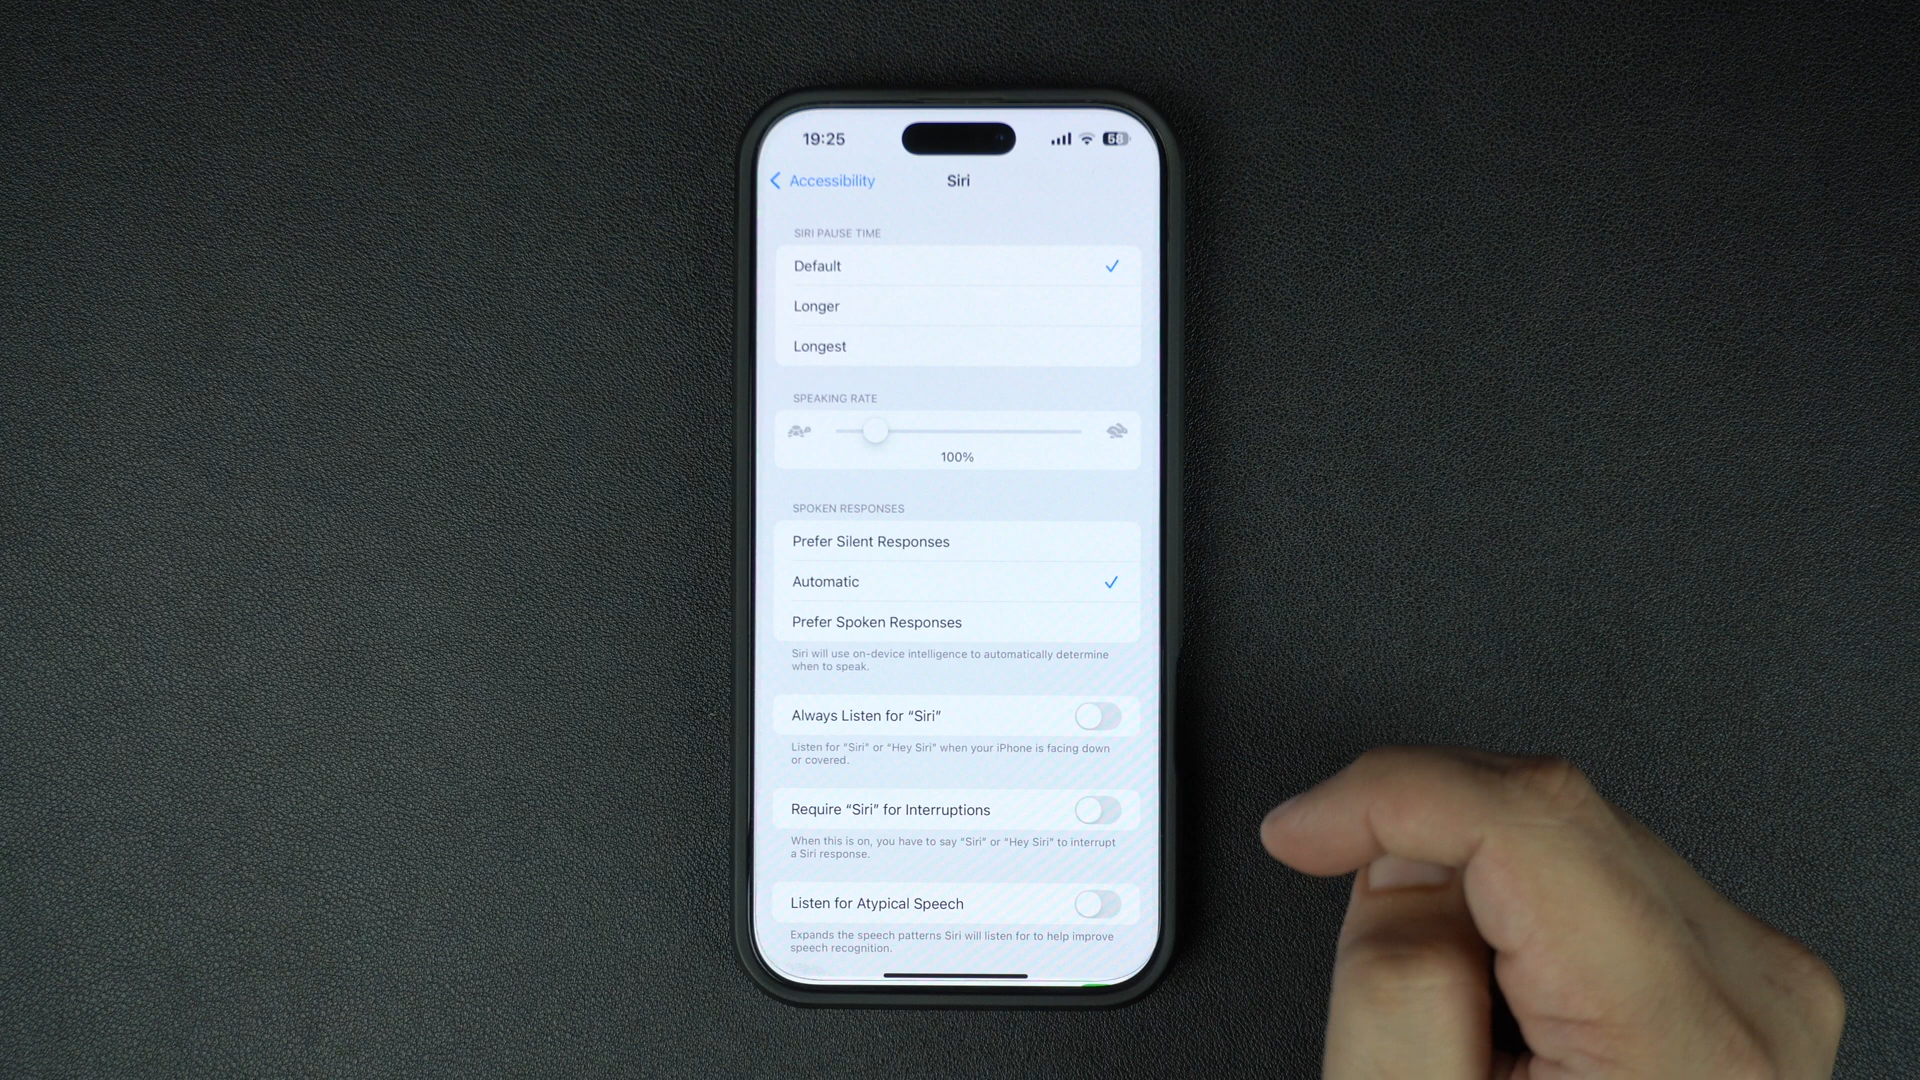 19:25
68
Accessibility
Siri
SIRI PAUSE TIME
Default
Longer
Longest
SPEAKING RATE
100%
SPOKEN RESPONSES
Prefer Silent Responses
Automatic
Prefer Spoken Responses
Siri will use on-device intelligence to automatically determine
when to speak.
Always Listen for “Siri”
Listen for “Siri” or “Hey Siri” when your iPhone is facing down
or covered.
Require “Siri” for Interruptions
When this is on, you have to say “Siri” or “Hey Siri” to interrupt
a Siri response.
Listen for Atypical Speech
Expands the speech patterns Siri will listen for to help improve
speech recognition.